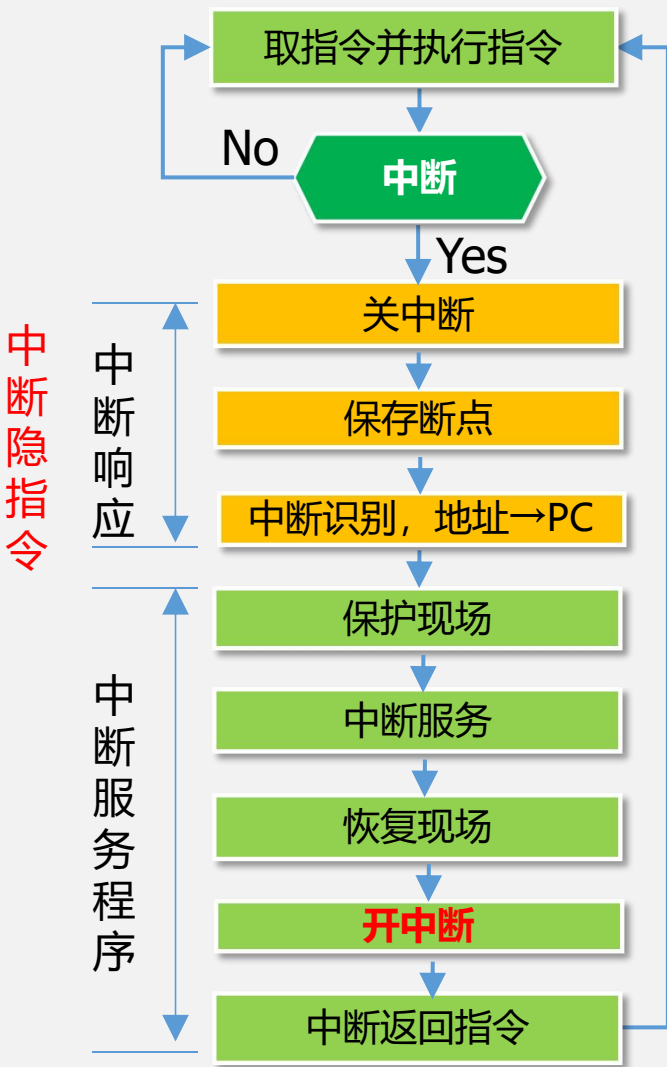 取指令并执行指令
No
中断
Yes
关中断
保存断点
中断识别，地址→PC
中断隐指令
中断响应
保护现场
中断服务
恢复现场
开中断
中断返回指令
中断服务程序